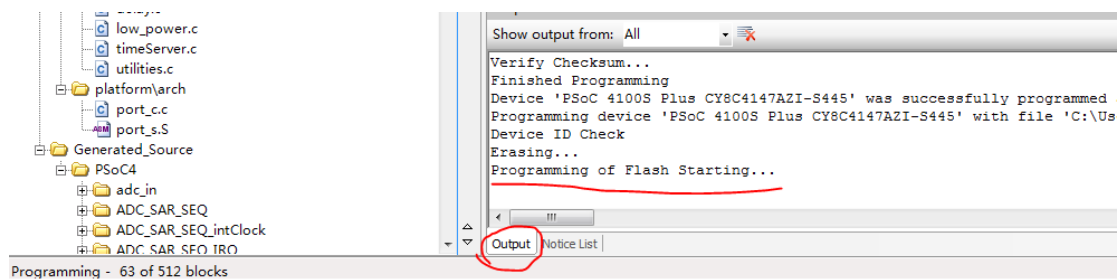 delay.c
low_power.c
timeServer.c
utilities.c
platform\arch
port_c.c
port_s.S
Generated_Source
PSoC4
adc_in
ADC_SAR_SEQ
ADC_SAR_SEQ_intClock
ADC_SAR_SEQ_IRQ
Show output from: All
Verify Checksum...
Finished Programming
Device 'PSoC 4100S Plus CY8C4147AZI-S445' was successfully programmed
Programming device 'PSoC 4100S Plus CY8C4147AZI-S445' with file 'C:\Us
Device ID Check
Erasing...
Programming of Flash Starting...
Output Notice List
Programming - 63 of 512 blocks